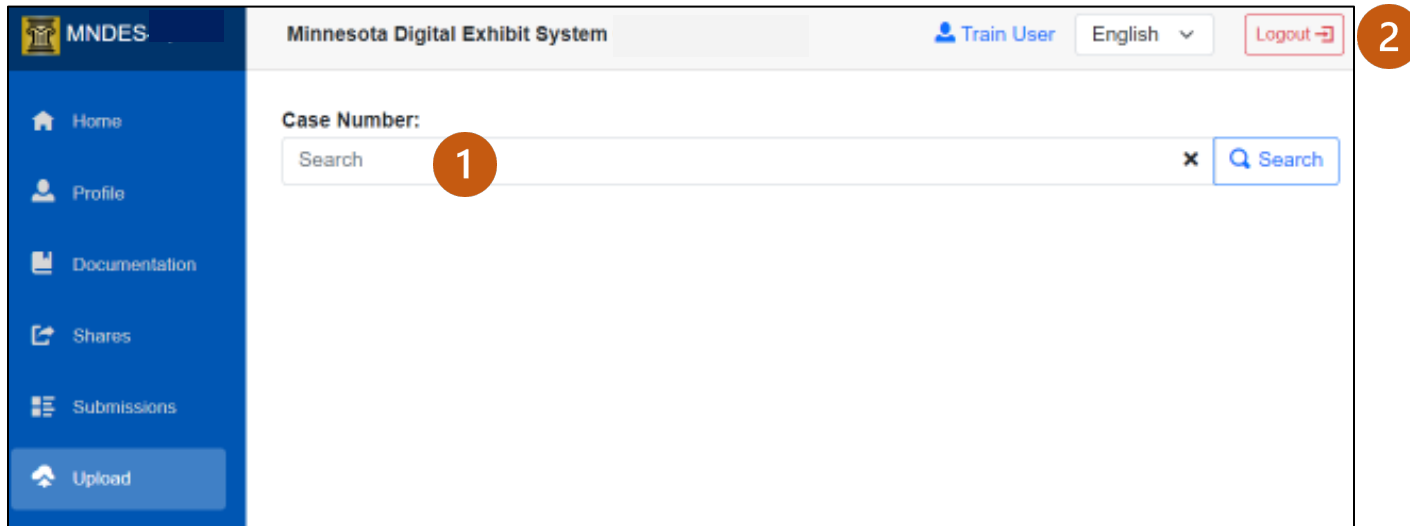 MNDES
Minnesota Digital Exhibit System
Train User
English
Logout
2
Home
Profile
Documentation
Shares
Submissions
Upload
Case Number:
Search
1
Search